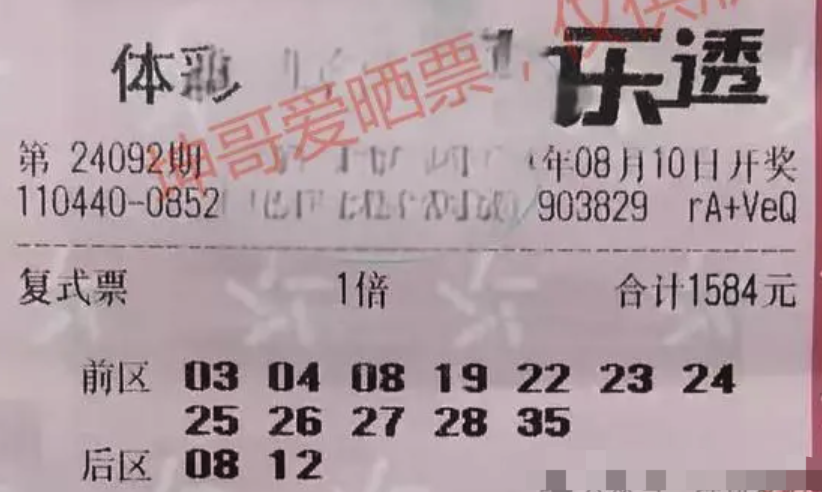 体彩 乐透
第 24092期 年08月10日开奖
110440-0852 903829 rA+VeQ
神哥爱晒票,仅供
复式票 1倍 合计1584元
前区 03 04 08 19 22 23 24
25 26 27 28 35
后区 08 12